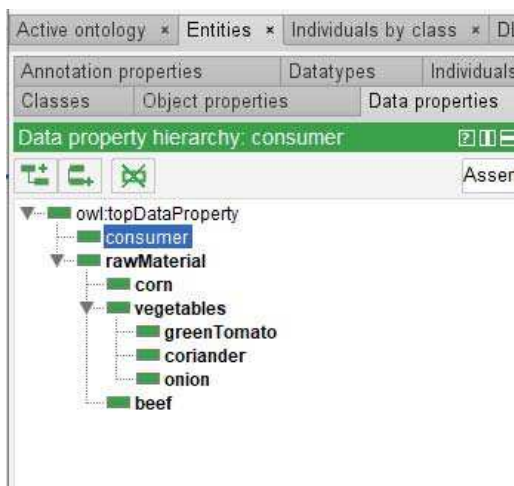 Active ontology × Entities × Individuals by class ×
Annotation properties Datatypes Individuals
Classes Object properties Data properties
Data property hierarchy: consumer
Asser
owl:topDataProperty
consumer
rawMaterial
corn
vegetables
greenTomato
coriander
onion
beef